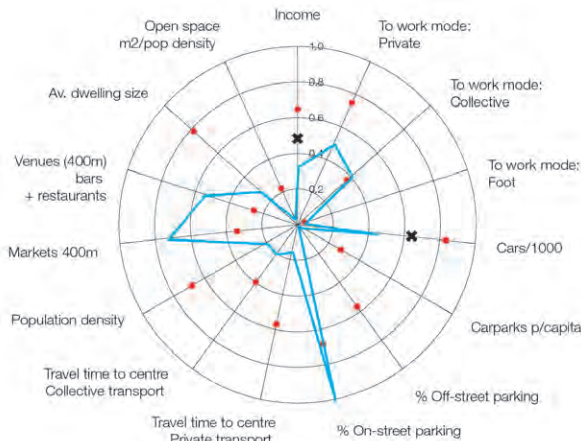 Income
Open space
m2/pop density
To work mode:
Private
Av. dwelling size
To work mode:
Collective
Venues (400m)
bars
+ restaurants
To work mode:
Foot
Markets 400m
Cars/1000
Population density
Carparks p/capita
Travel time to centre
Collective transport
% Off-street parking
Travel time to centre
Private transport
% On-street parking
1,0
0,8
0,6
0,4
0,2